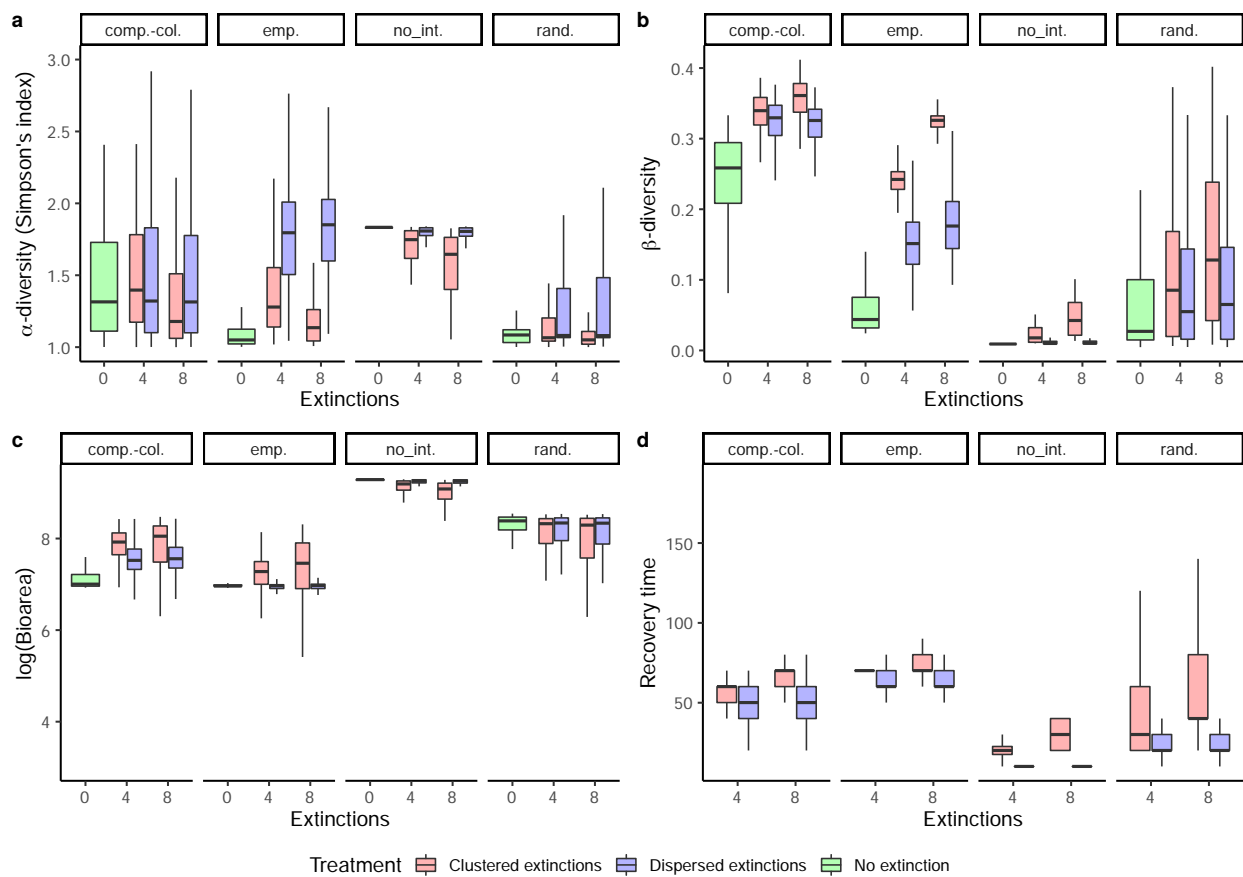 a
comp.-col. emp. no_int. rand.
α-diversity (Simpson's index)
3.0
2.5
2.0
1.5
1.0
0 4 8 0 4 8 0 4 8 0 4 8
Extinctions
b
comp.-col. emp. no_int. rand.
β-diversity
0.4
0.3
0.2
0.1
0.0
0 4 8 0 4 8 0 4 8 0 4 8
Extinctions
c
comp.-col. emp. no_int. rand.
log(Bioarea)
8
6
4
0 4 8 0 4 8 0 4 8 0 4 8
Extinctions
d
comp.-col. emp. no_int. rand.
Recovery time
150
100
50
4 8 4 8 4 8 4 8
Extinctions
Treatment Clustered extinctions Dispersed extinctions No extinction